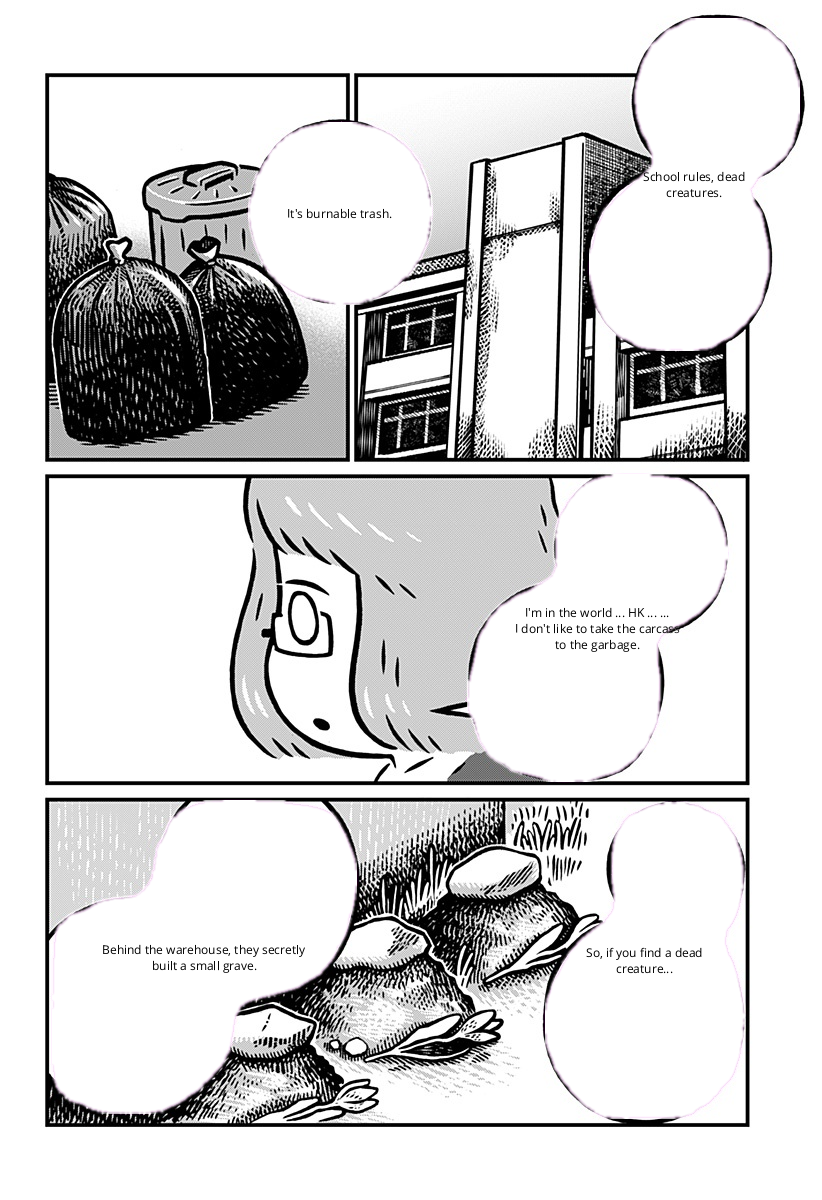 School rules, dead
creatures.
It's burnable trash.
I'm in the world ... HK ... ...
I don't like to take the carcass
to the garbage.
So, if you find a dead
creature...
Behind the warehouse, they secretly
built a small grave.